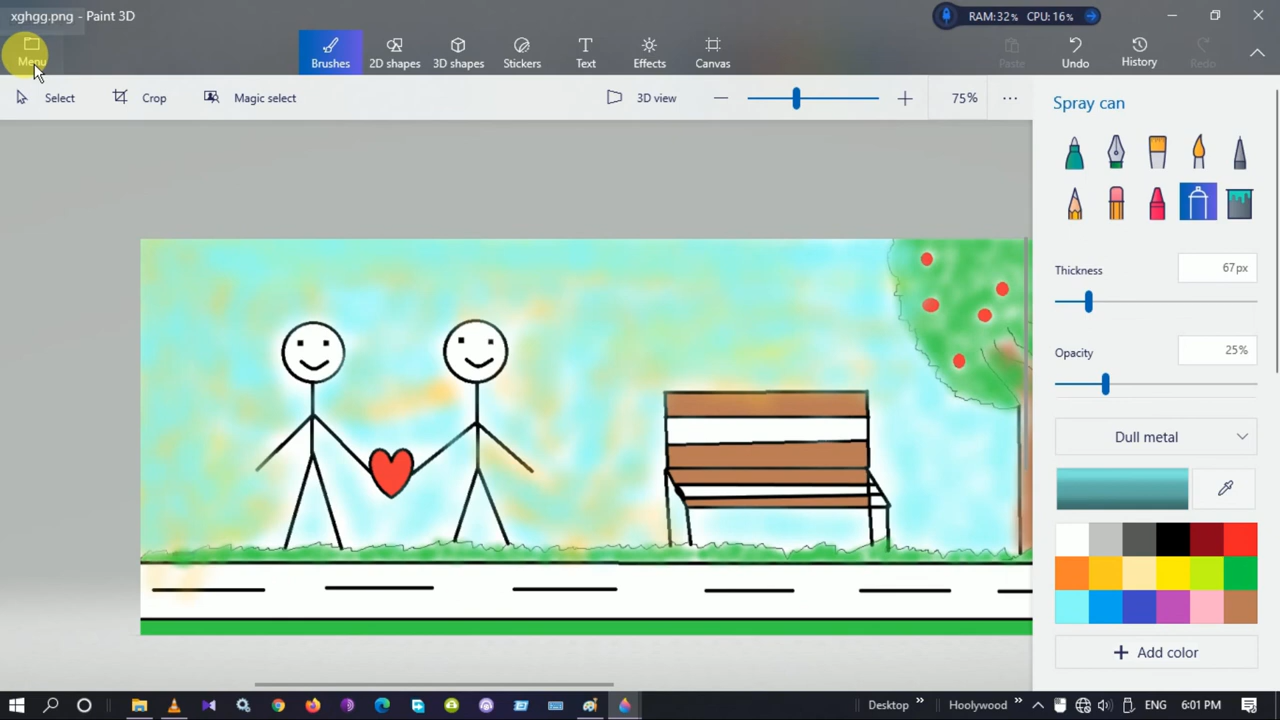 xghgg.png - Paint 3D
RAM:32% CPU:16%
Menu
Brushes
2D shapes
3D shapes
Stickers
Text
Effects
Canvas
Paste
Undo
History
Redo
Select
Crop
Magic select
3D view
75%
Spray can
Thickness
67px
Opacity
25%
Dull metal
Add color
Desktop
Hoolywood
ENG
6:01 PM